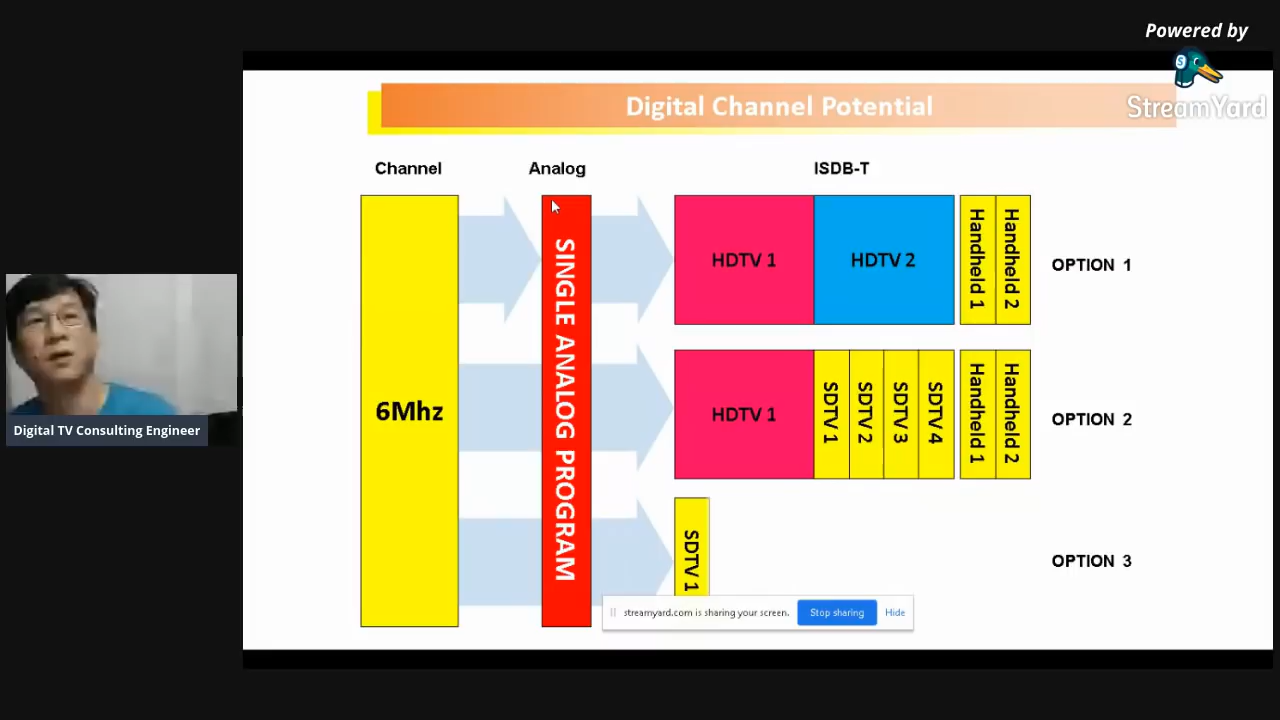 Powered by
StreamYard
Digital Channel Potential
Channel
Analog
ISDB-T
6Mhz
SINGLE ANALOG PROGRAM
HDTV 1
HDTV 2
Handheld 1
Handheld 2
OPTION 1
HDTV 1
SDTV 1
SDTV 2
SDTV 3
SDTV 4
Handheld 1
Handheld 2
OPTION 2
SDTV 1
OPTION 3
Digital TV Consulting Engineer
streamyard.com is sharing your screen.
Stop sharing
Hide